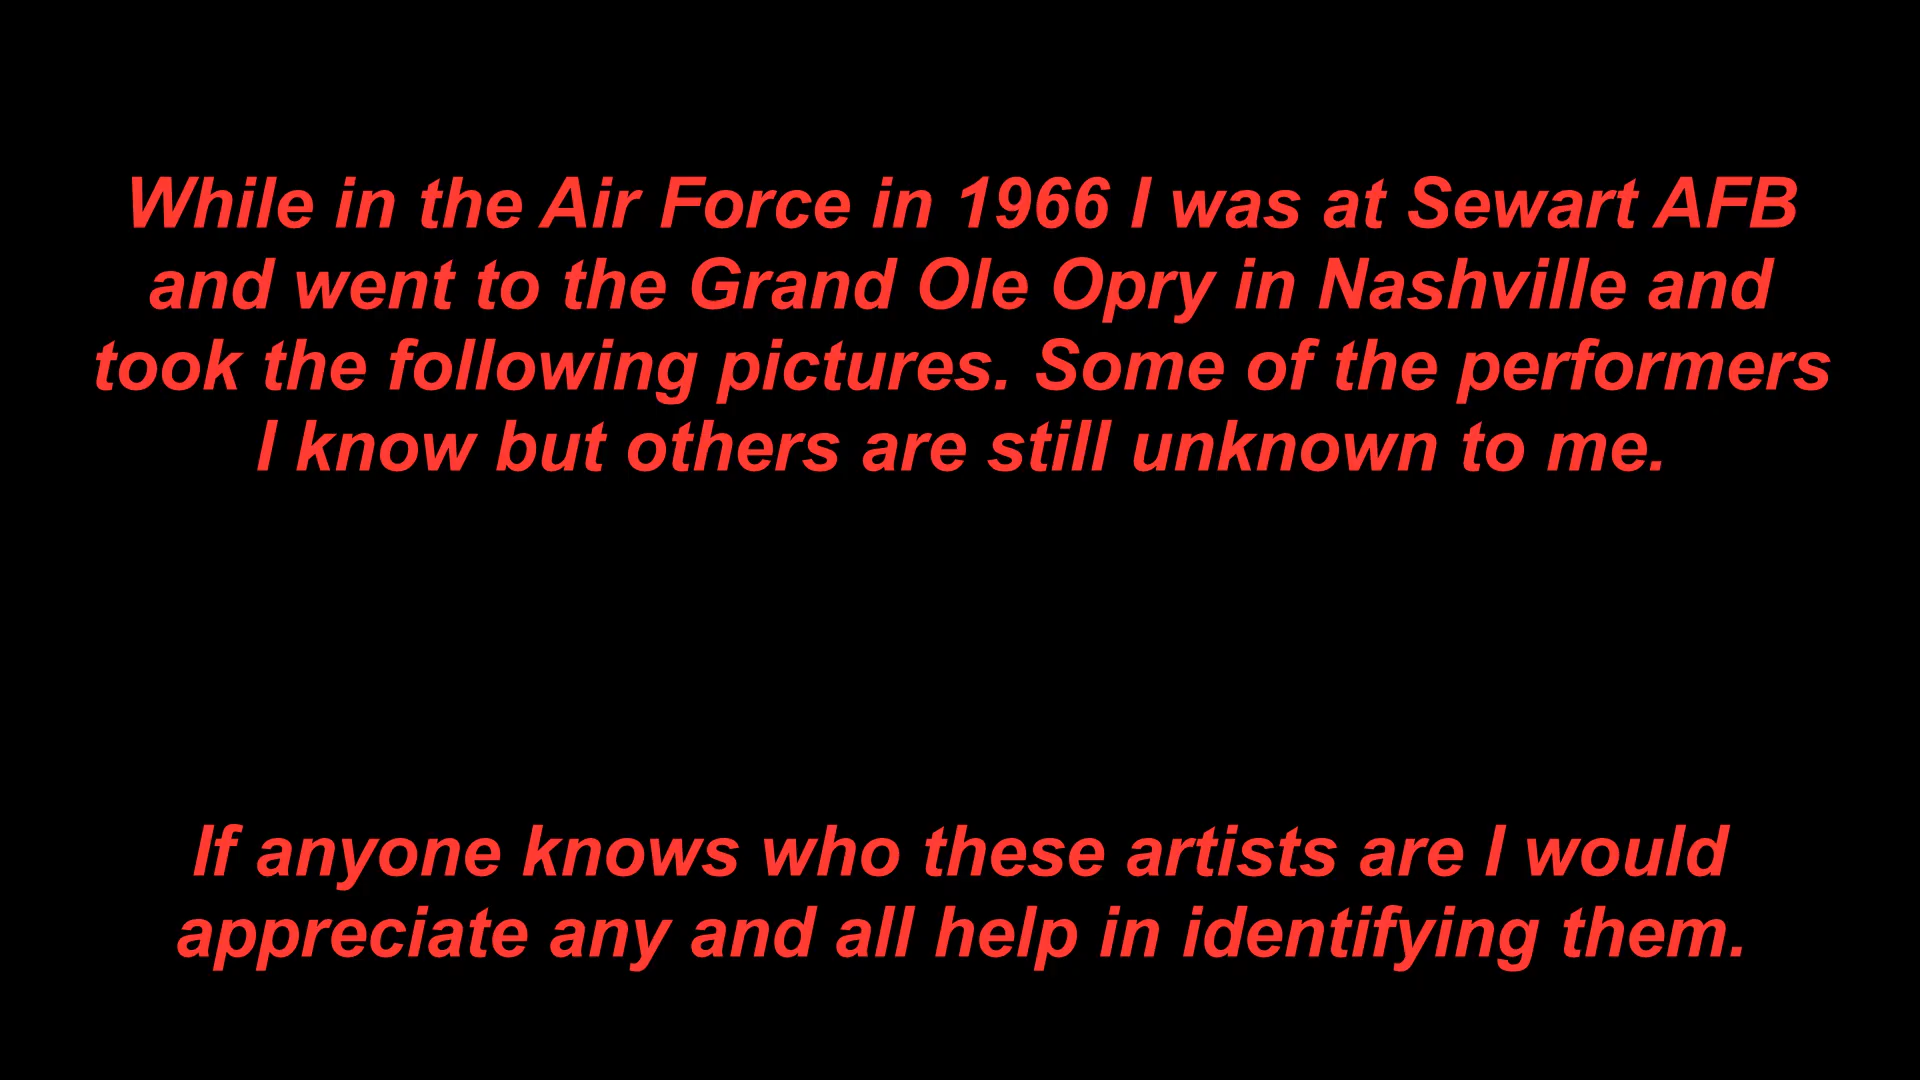 While in the Air Force in 1966 I was at Sewart AFB
and went to the Grand Ole Opry in Nashville and
took the following pictures. Some of the performers
I know but others are still unknown to me.
If anyone knows who these artists are I would
appreciate any and all help in identifying them.